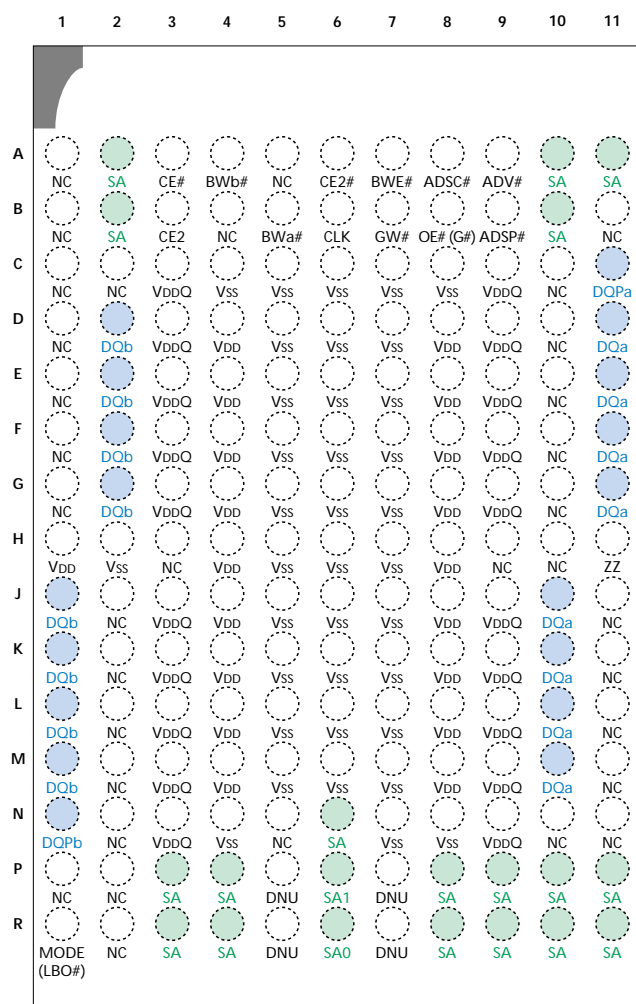 1 2 3 4 5 6 7 8 9 10 11
A
NC SA CE# BWb# NC CE2# BWE# ADSC# ADV# SA SA
B
NC SA CE2 NC BWa# CLK GW# OE# (G#) ADSP# SA NC
C
NC NC VDDQ VSS VSS VSS VSS VSS VDDQ NC DQPa
D
NC DQb VDDQ VDD VSS VSS VSS VDD VDDQ NC DQa
E
NC DQb VDDQ VDD VSS VSS VSS VDD VDDQ NC DQa
F
NC DQb VDDQ VDD VSS VSS VSS VDD VDDQ NC DQa
G
NC DQb VDDQ VDD VSS VSS VSS VDD VDDQ NC DQa
H
VDD VSS NC VDD VSS VSS VSS VDD NC NC ZZ
J
DQb NC VDDQ VDD VSS VSS VSS VDD VDDQ DQa NC
K
DQb NC VDDQ VDD VSS VSS VSS VDD VDDQ DQa NC
L
DQb NC VDDQ VDD VSS VSS VSS VDD VDDQ DQa NC
M
DQb NC VDDQ VDD VSS VSS VSS VDD VDDQ DQa NC
N
DQPb NC VDDQ VSS NC SA VSS VSS VDDQ NC NC
P
NC NC SA SA DNU SA1 DNU SA SA SA SA
R
MODE NC SA SA DNU SA0 DNU SA SA SA SA
(LBO#)